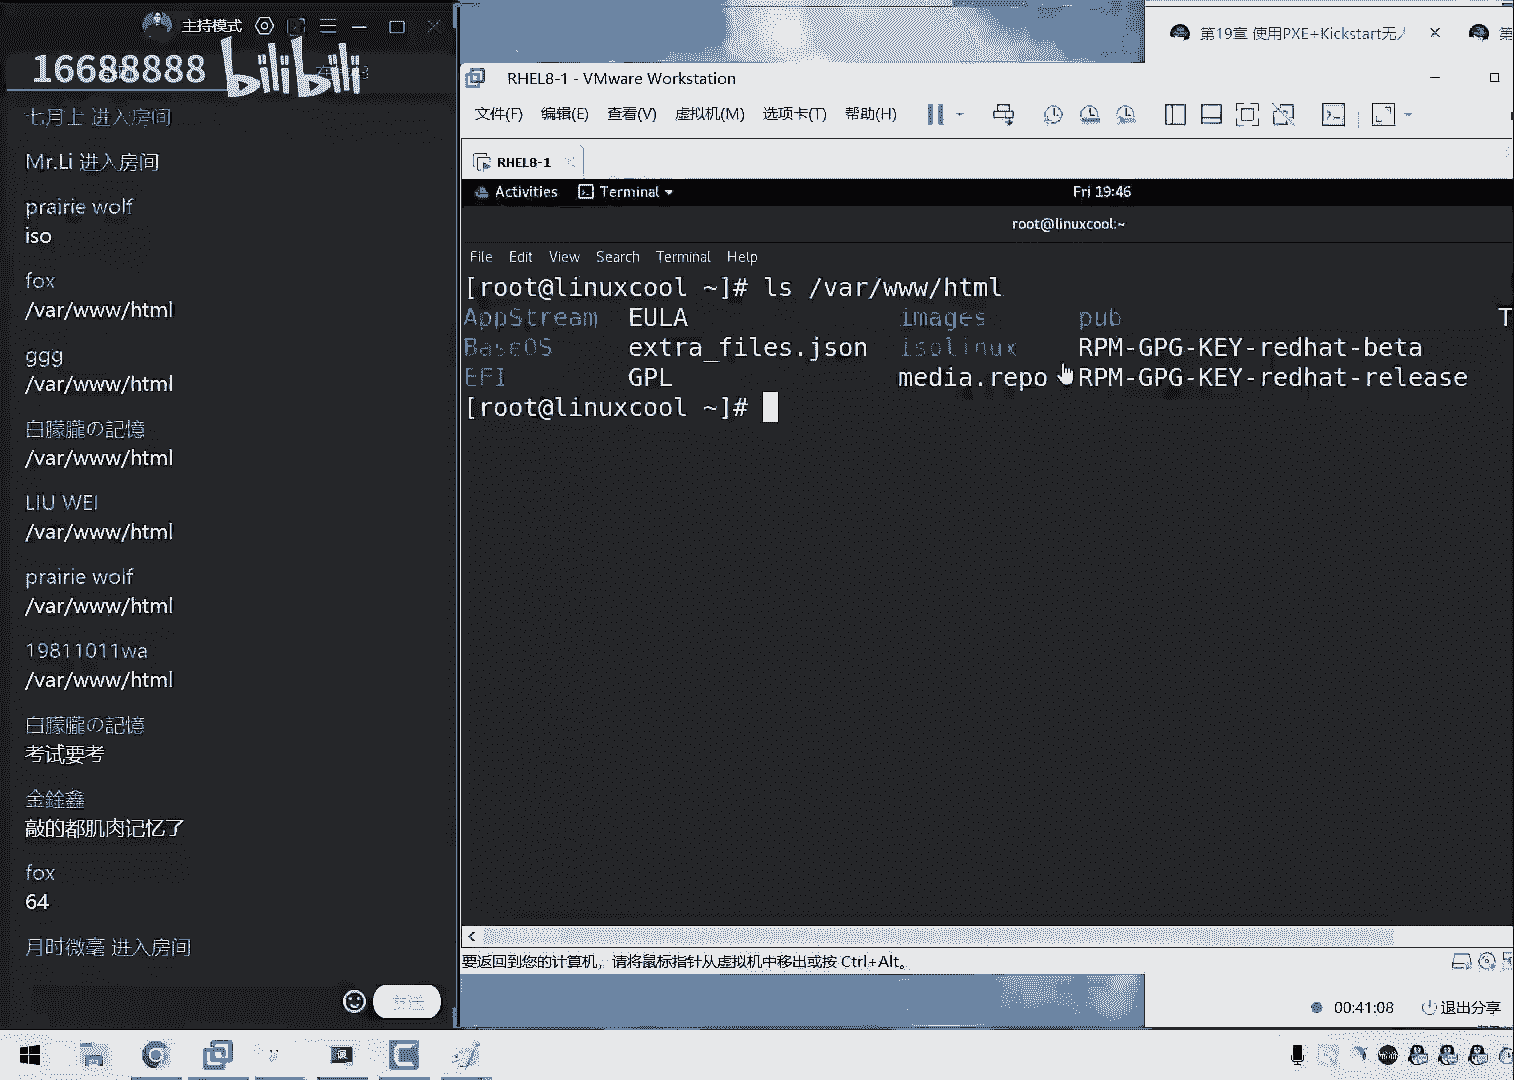 主持模式
16688888
bilibili
七月上 进入房间
Mr.Li 进入房间
prairie wolf
iso
fox
/var/www/html
ggg
/var/www/html
白朦朧の記憶
/var/www/html
LIU WEI
/var/www/html
prairie wolf
/var/www/html
19811011wa
/var/www/html
白朦朧の記憶
考试要考
金銓鑫
敲的都肌肉记忆了
fox
64
月时微毫 进入房间
发送
第19章 使用PXE+Kickstart无人
第
RHEL8-1 - VMware Workstation
文件(F) 编辑(E) 查看(V) 虚拟机(M) 选项卡(T) 帮助(H)
RHEL8-1
Activities Terminal Fri 19:46
root@linuxcool:~
File Edit View Search Terminal Help
[root@linuxcool ~]# ls /var/www/html
AppStream EULA images pub T
BaseOS extra_files.json isolinux RPM-GPG-KEY-redhat-beta
EFI GPL media.repo RPM-GPG-KEY-redhat-release
[root@linuxcool ~]#
要返回到您的计算机，请将鼠标指针从虚拟机中移出或按 Ctrl+Alt。
00:41:08 退出分享